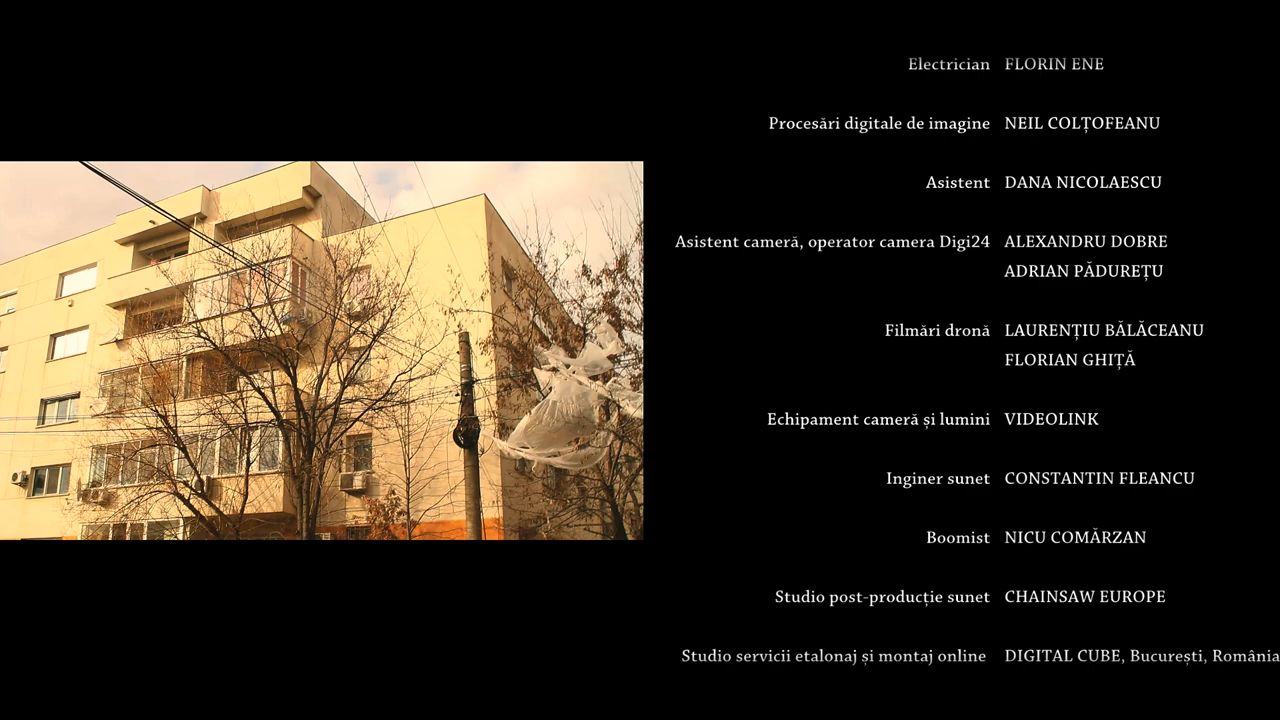 Electrician FLORIN ENE
Procesări digitale de imagine NEIL COLȚOFEANU
Asistent DANA NICOLAESCU
Asistent cameră, operator camera Digi24 ALEXANDRU DOBRE
ADRIAN PĂDUREȚU
Filmări dronă LAURENȚIU BĂLĂCEANU
FLORIAN GHIȚĂ
Echipament cameră și lumini VIDEOLINK
Inginer sunet CONSTANTIN FLEANCU
Boomist NICU COMĂRZAN
Studio post-producție sunet CHAINSAW EUROPE
Studio servicii etalonaj și montaj online DIGITAL CUBE, București, România